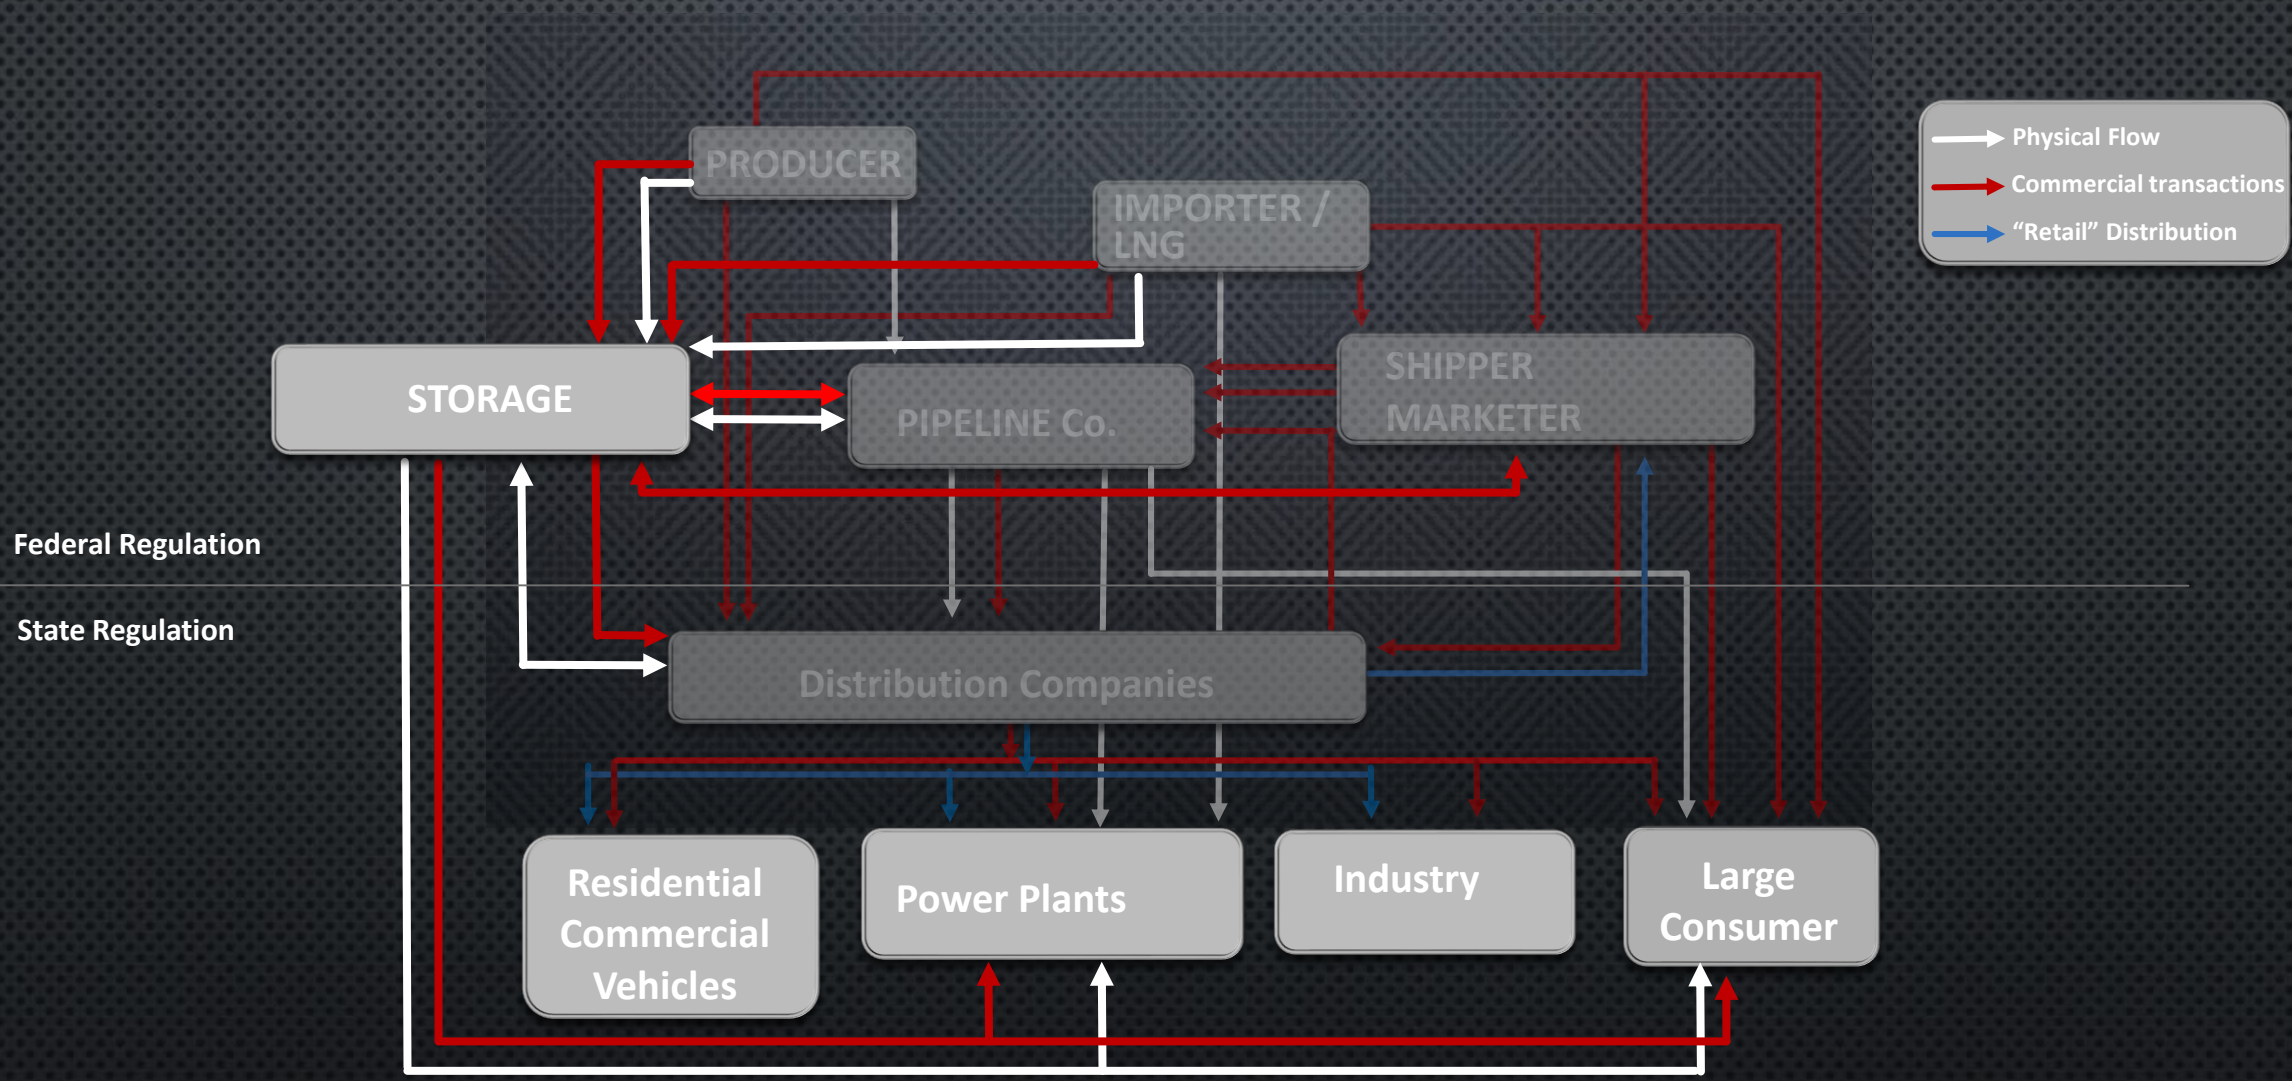 PRODUCER
IMPORTER /
LNG
Physical Flow
Commercial transactions
“Retail” Distribution
STORAGE
PIPELINE Co.
SHIPPER
MARKETER
Federal Regulation
State Regulation
Distribution Companies
Residential
Commercial
Vehicles
Power Plants
Industry
Large
Consumer